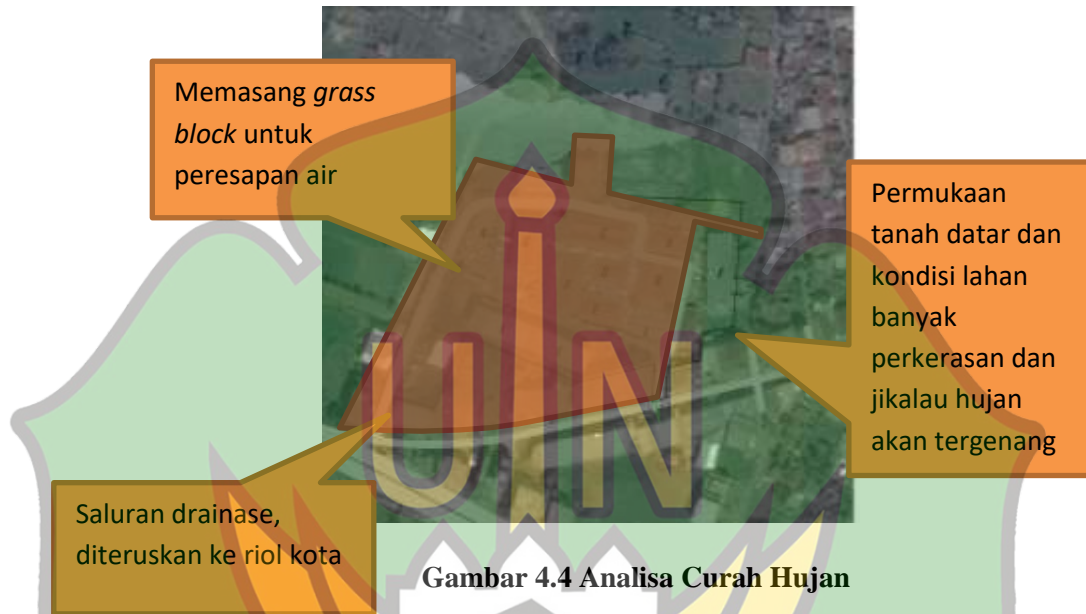 Memasang grass
block untuk
peresapan air
Permukaan
tanah datar dan
kondisi lahan
banyak
perkerasan dan
jikalau hujan
akan tergenang
UIN
Saluran drainase,
diteruskan ke riol kota
Gambar 4.4 Analisa Curah Hujan